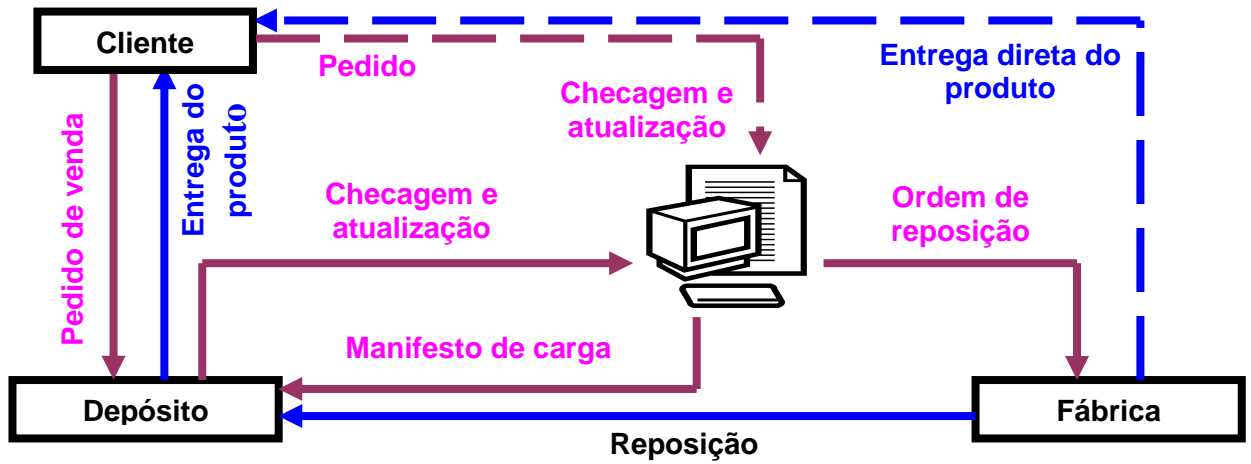 Cliente
Pedido
Entrega direta do
produto
Checagem e
atualização
Pedido de venda
Entrega do
produto
Checagem e
atualização
Ordem de
reposição
Manifesto de carga
Depósito
Fábrica
Reposição